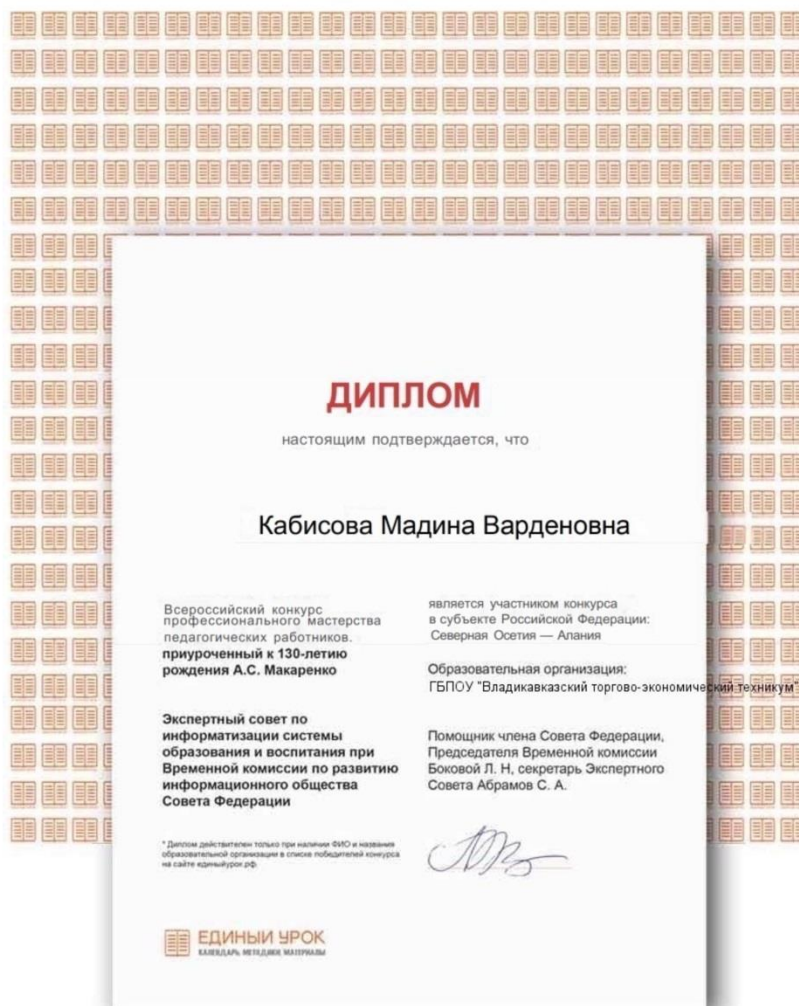 ДИПЛОМ
настоящим подтверждается, что
Кабисова Мадина Варденовна
Всероссийский конкурс
профессионального мастерства
педагогических работников.
приуроченный к 130-летию
рождения А.С. Макаренко
является участником конкурса
в субъекте Российской Федерации:
Северная Осетия — Алания
Образовательная организация:
ГБПОУ "Владикавказский торгово-экономический техникум"
Экспертный совет по
информатизации системы
образования и воспитания при
Временной комиссии по развитию
информационного общества
Совета Федерации
Помощник члена Совета Федерации,
Председателя Временной комиссии
Боковой Л. Н, секретарь Экспертного
Совета Абрамов С. А.
* Диплом действителен только при наличии ФИО и названия
образовательной организации в списке победителей конкурса
на сайте единыйурок.рф.
ЕДИНЫЙ УРОК
КАЛЕНДАРЬ, МЕТОДИКИ, МАТЕРИАЛЫ